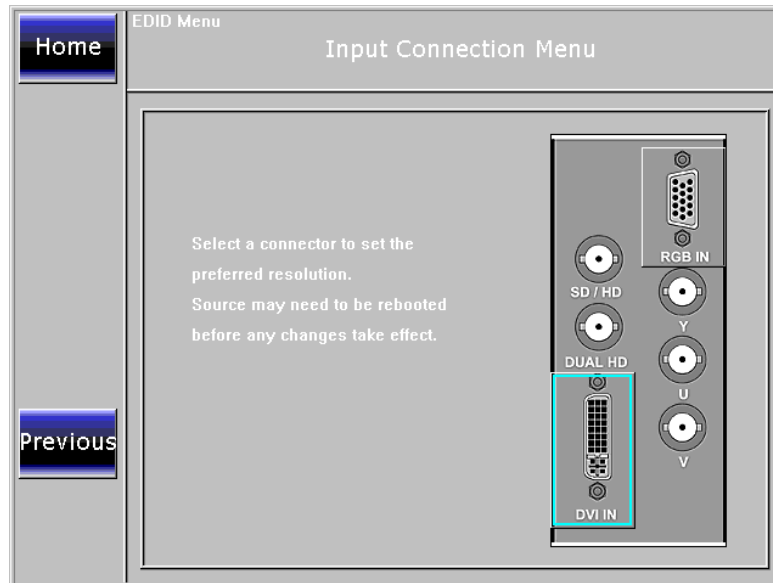 Home
EDID Menu
Input Connection Menu
Select a connector to set the
preferred resolution.
Source may need to be rebooted
before any changes take effect.
RGB IN
SD / HD
Y
DUAL HD
U
V
DVI IN
Previous